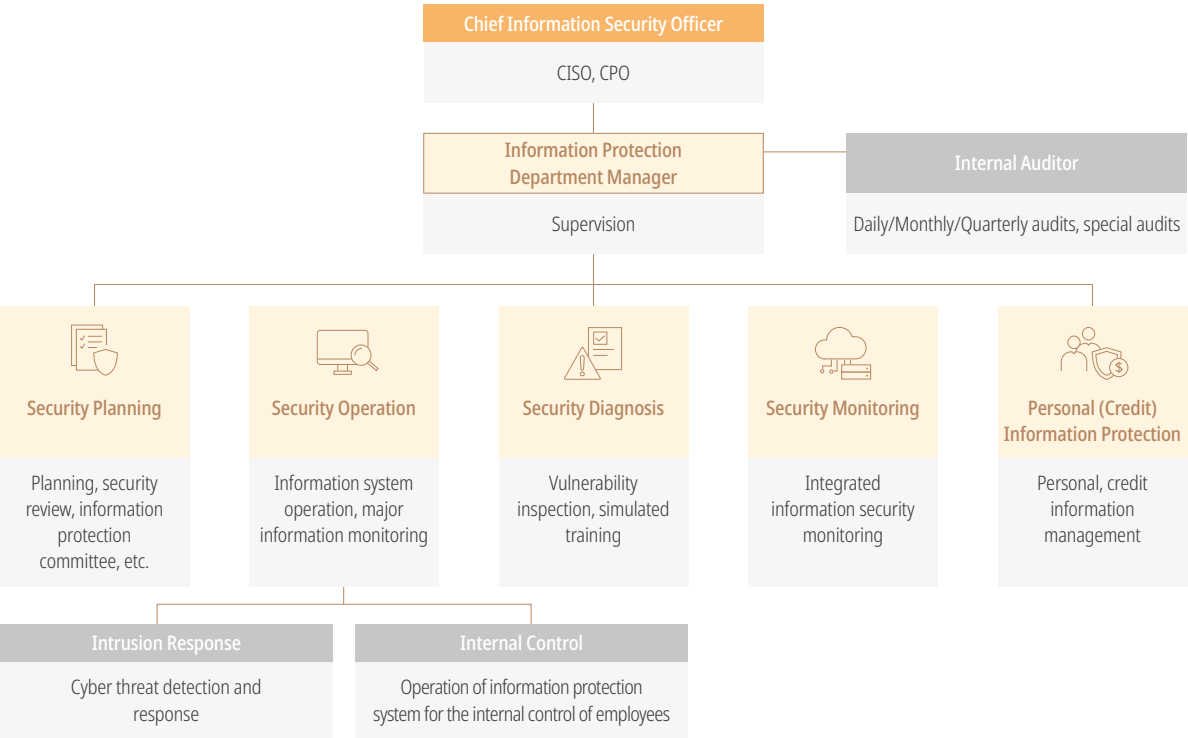 Chief Information Security Officer
CISO, CPO
Information Protection
Department Manager
Supervision
Internal Auditor
Daily/Monthly/Quarterly audits, special audits
Security Planning
Planning, security
review, information
protection
committee, etc.
Security Operation
Information system
operation, major
information monitoring
Security Diagnosis
Vulnerability
inspection, simulated
training
Security Monitoring
Integrated
information security
monitoring
$
Personal (Credit)
Information Protection
Personal, credit
information
management
Intrusion Response
Cyber threat detection and
response
Internal Control
Operation of information protection
system for the internal control of employees